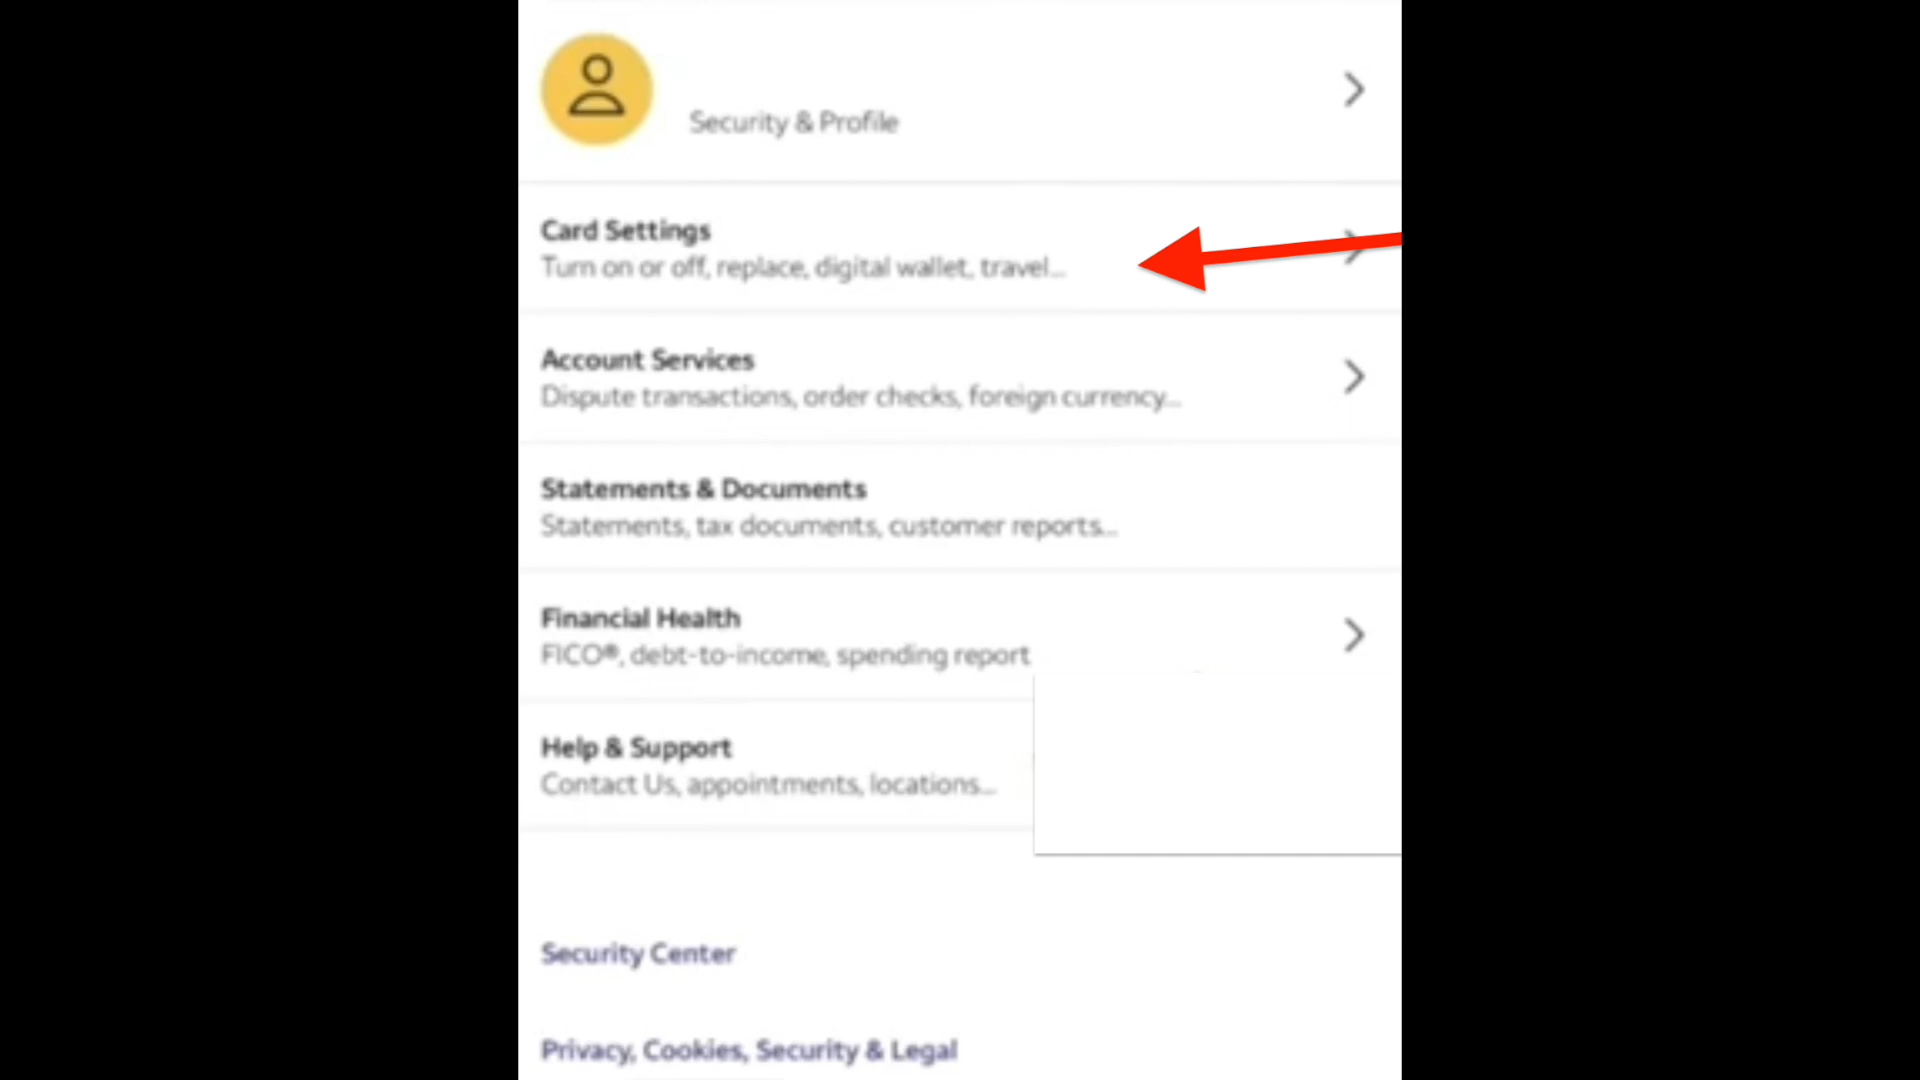 Security & Profile
Card Settings
Turn on or off, replace, digital wallet, travel...
Account Services
Dispute transactions, order checks, foreign currency...
Statements & Documents
Statements, tax documents, customer reports...
Financial Health
FICO®, debt-to-income, spending report
Help & Support
Contact Us, appointments, locations...
Security Center
Privacy, Cookies, Security & Legal